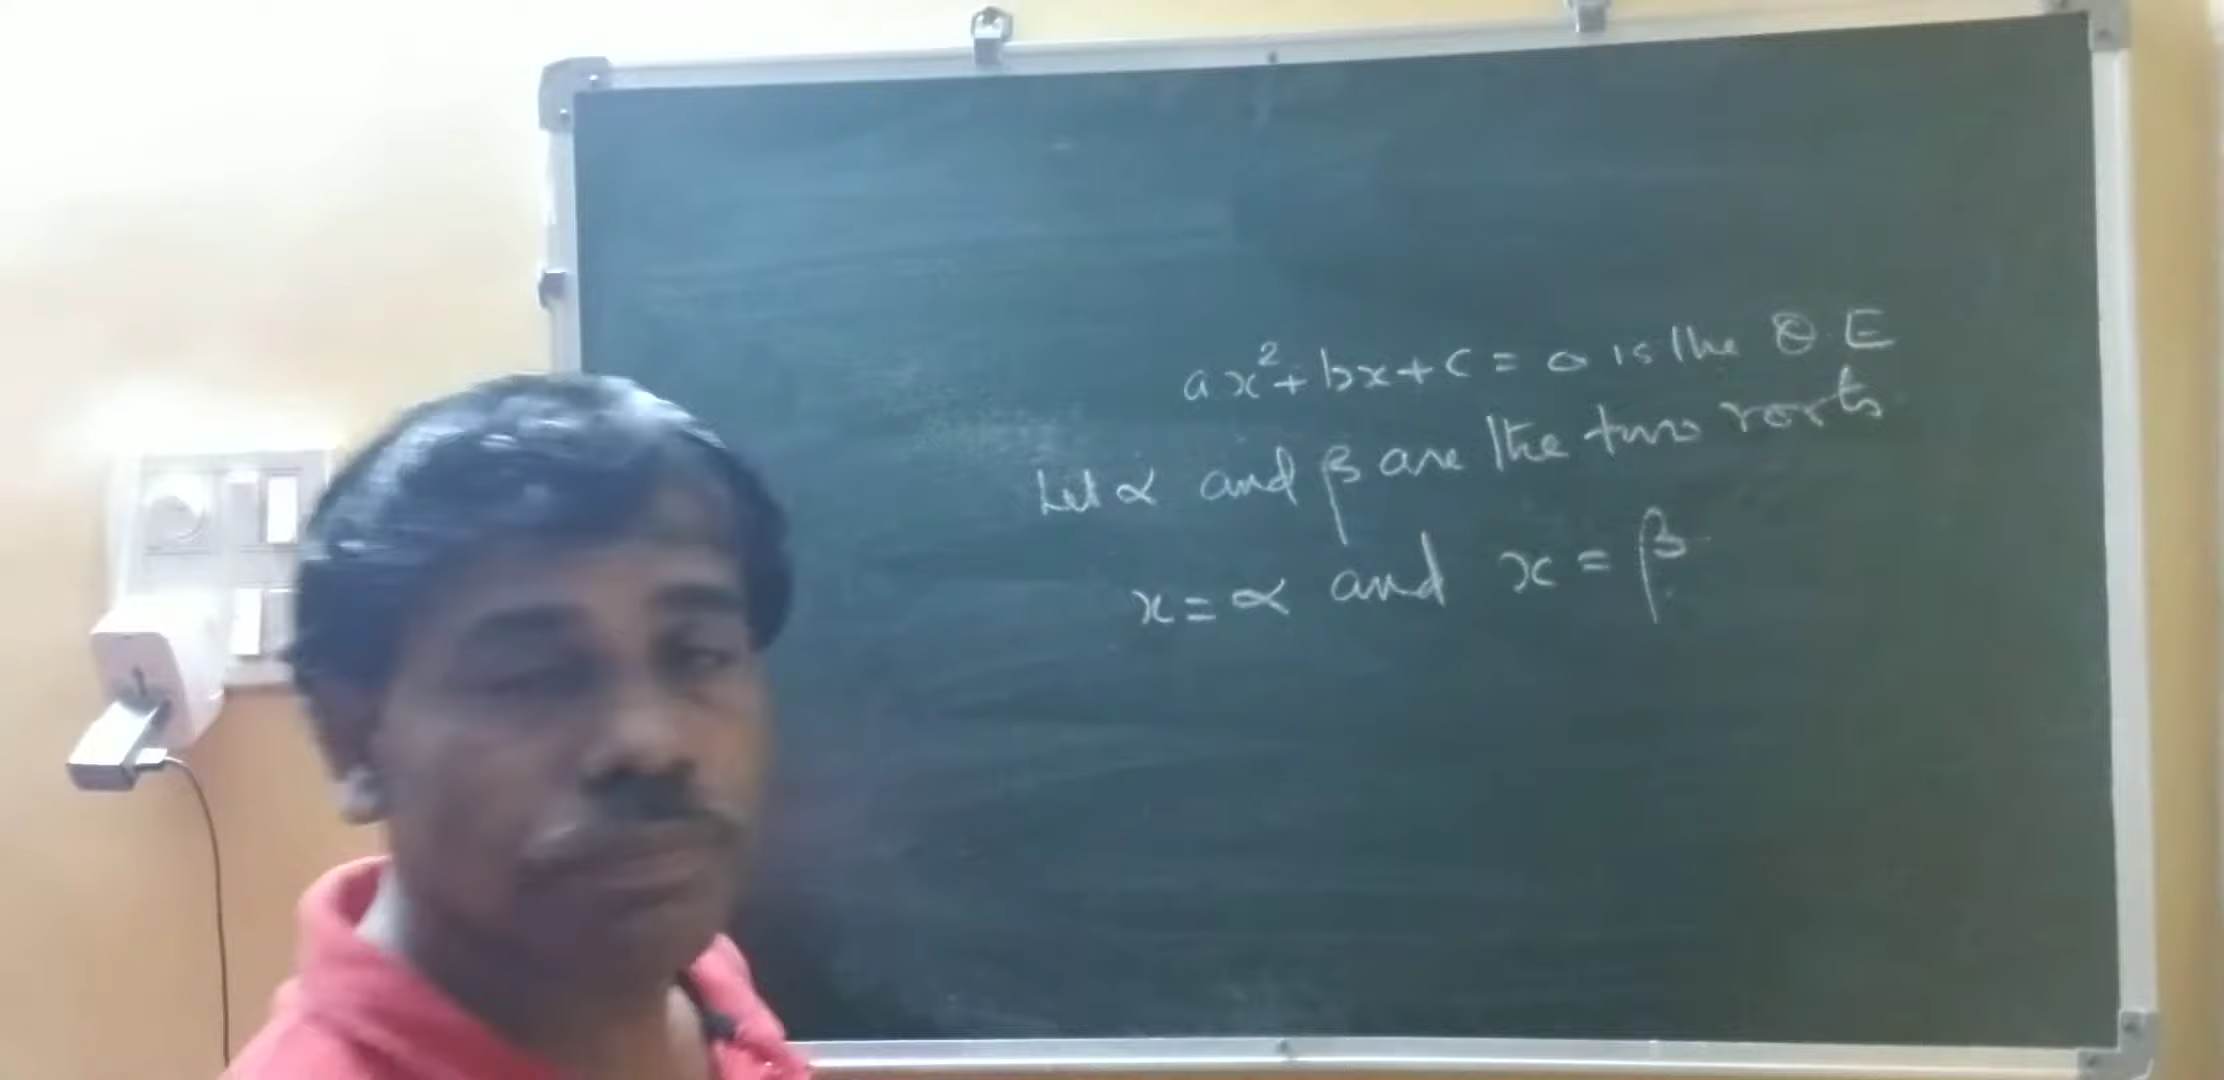 ax²+bx+c=0 is the Q.E
Let α and β are the two roots
x=α and x=β